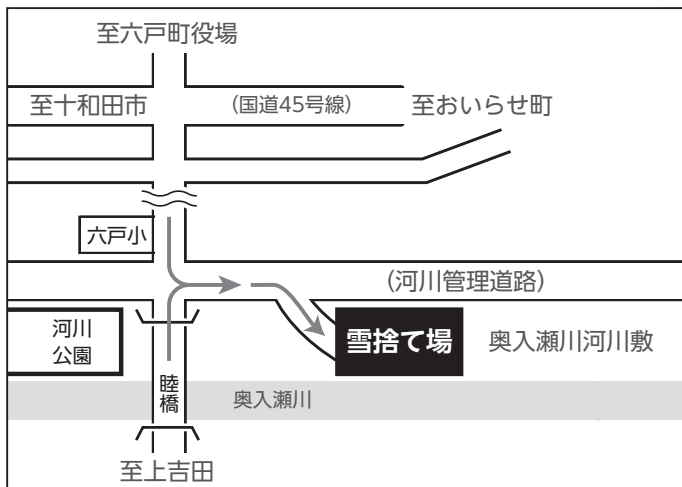 至六戸町役場
至十和田市
(国道45号線)
至おいらせ町
六戸小
(河川管理道路)
河川
公園
雪捨て場
奥入瀬川河川敷
睦橋
奥入瀬川
至上吉田